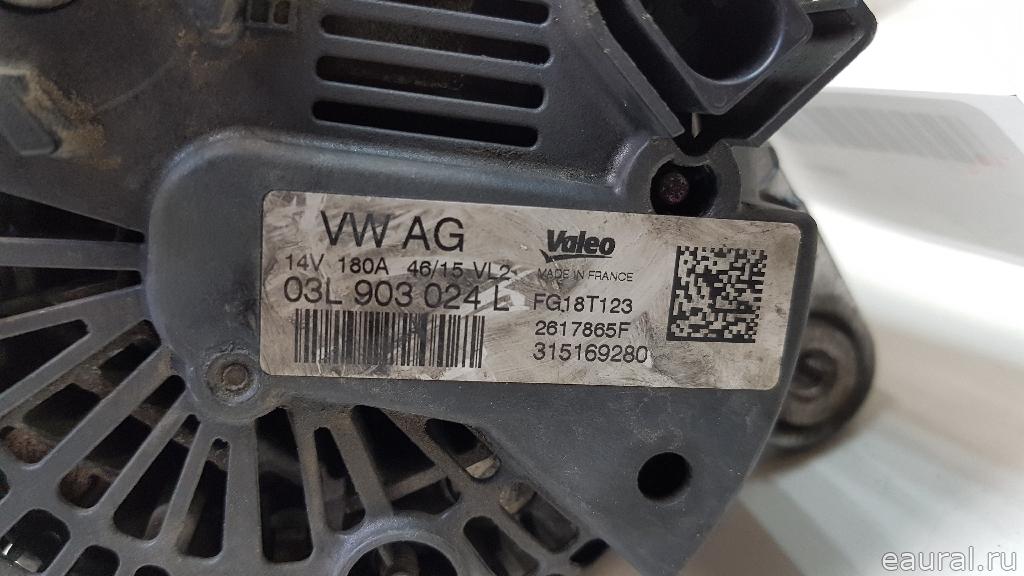 VW AG
14V 180A 46/15 VL2
03L 903 024 L
Valeo
MADE IN FRANCE
FG18T123
2617865F
315169280
eaural.ru